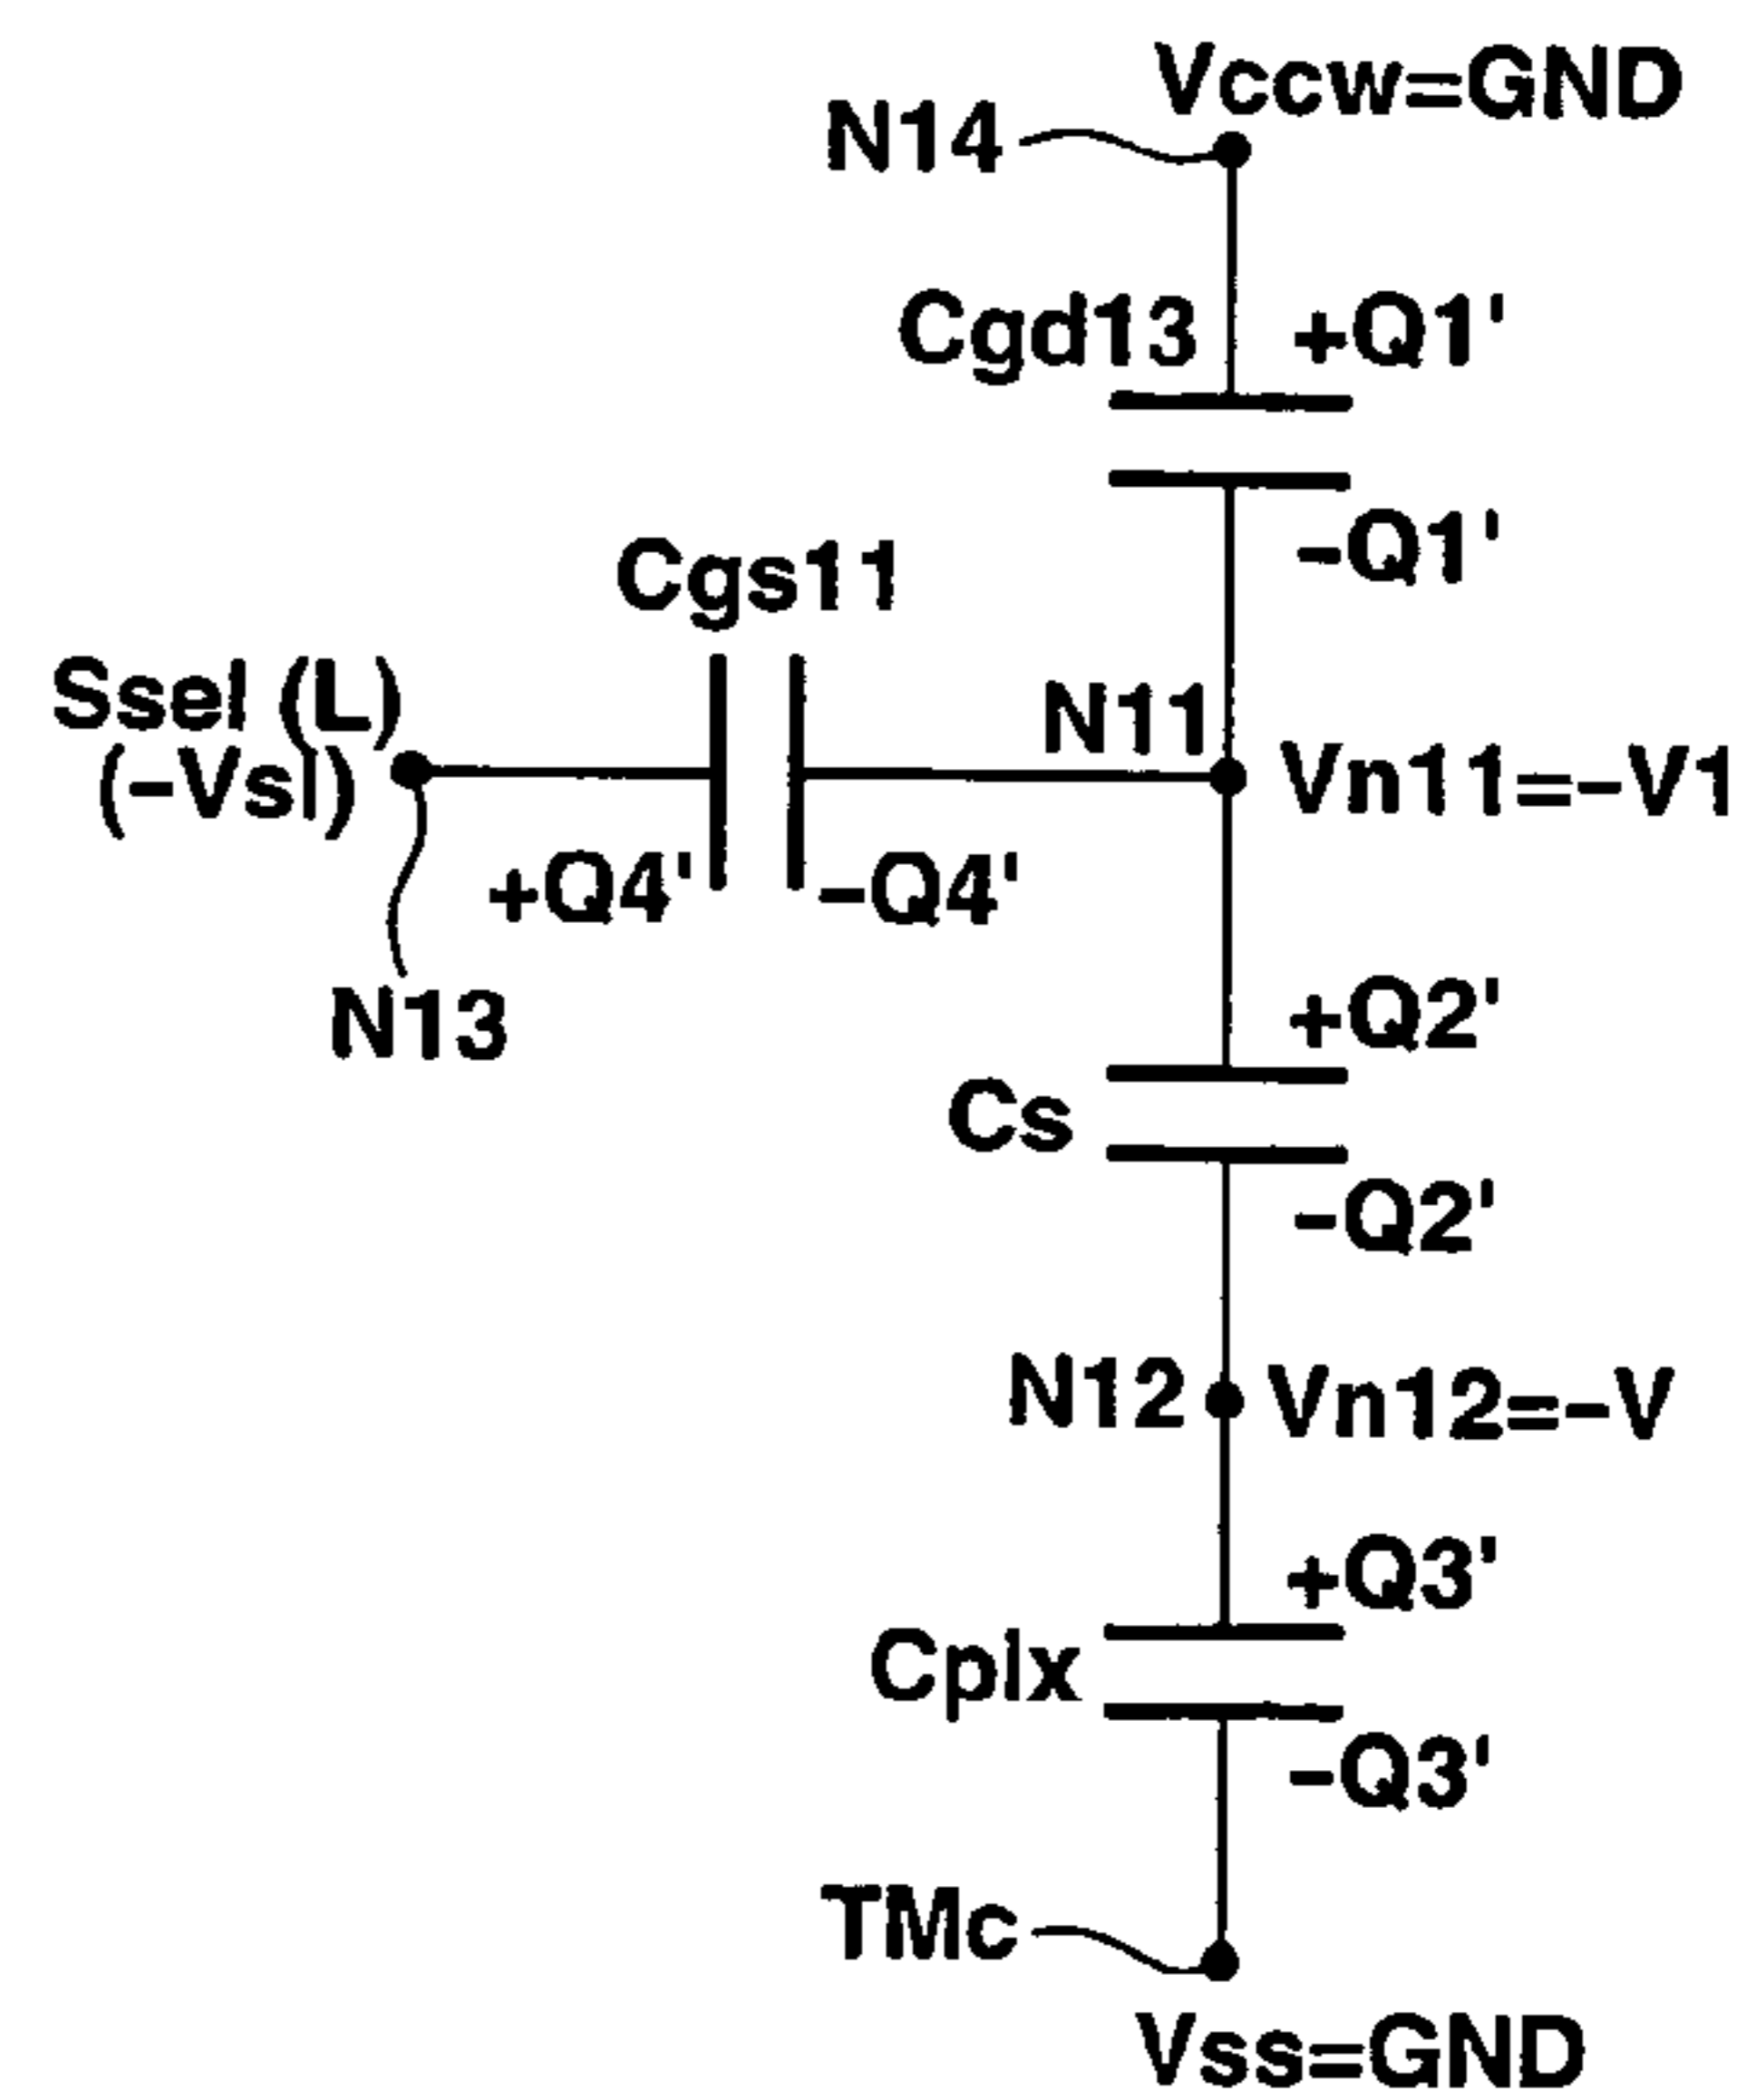 Vccw=GND
N14
Cgd13
+Q1'
-Q1'
Cgs11
Ssel (L)
(-Vsl)
N11
Vn11=-V1
+Q4'
-Q4'
N13
+Q2'
Cs
-Q2'
N12
Vn12=-V
+Q3'
Cplx
-Q3'
TMc
Vss=GND